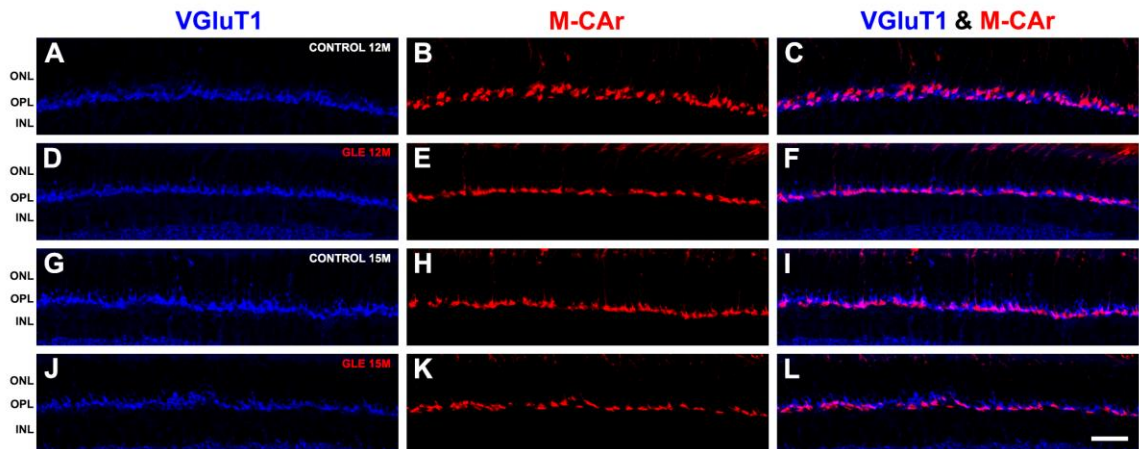 VGluT1 M-CAr VGluT1 & M-CAr
A CONTROL 12M B C
ONL
OPL
INL
D GLE 12M E F
ONL
OPL
INL
G CONTROL 15M H I
ONL
OPL
INL
J GLE 15M K L
ONL
OPL
INL